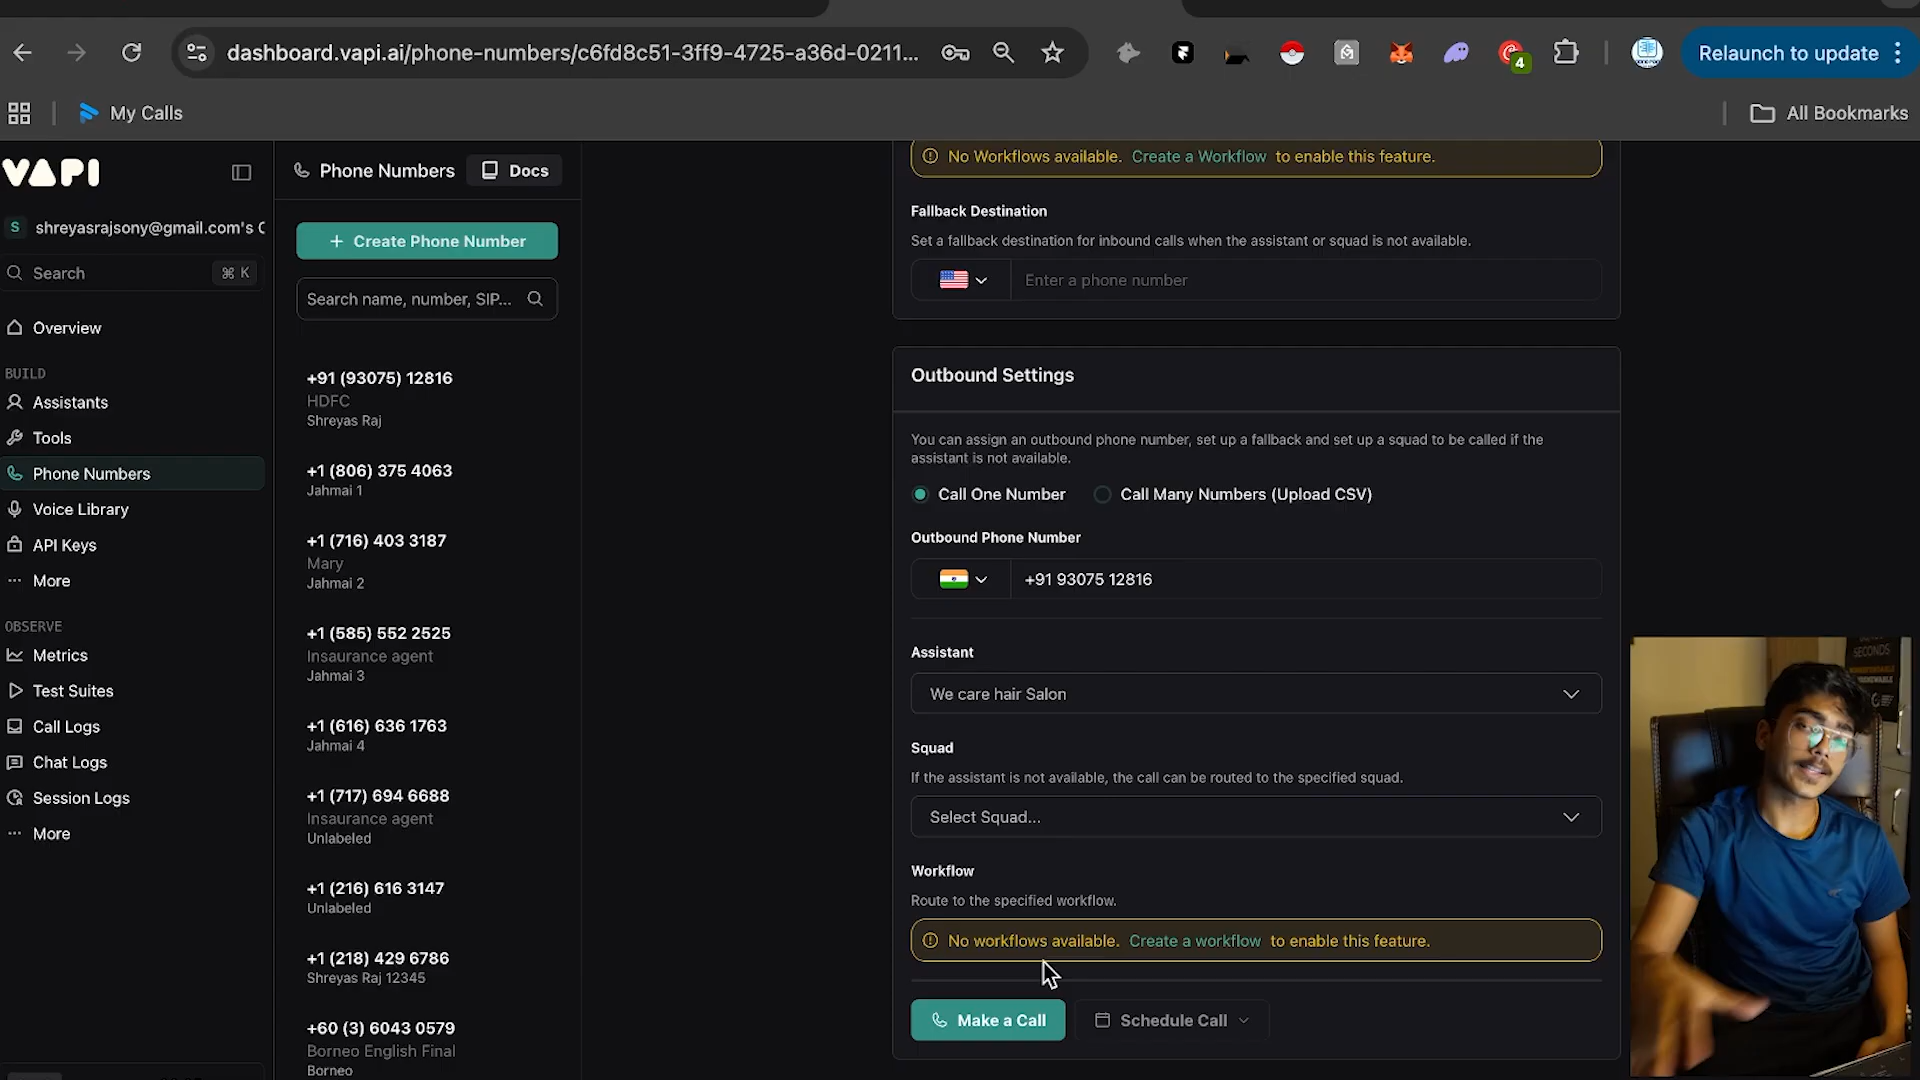 dashboard.vapi.ai/phone-numbers/c6fd8c51-3ff9-4725-a36d-0211...
4
Relaunch to update
My Calls
All Bookmarks
VAPI
S shreyasrajsony@gmail.com's C
Search ⌘ K
Overview
BUILD
Assistants
Tools
Phone Numbers
Voice Library
API Keys
More
OBSERVE
Metrics
Test Suites
Call Logs
Chat Logs
Session Logs
More
Phone Numbers Docs
+ Create Phone Number
Search name, number, SIP...
+91 (93075) 12816
HDFC
Shreyas Raj
+1 (806) 375 4063
Jahmai 1
+1 (716) 403 3187
Mary
Jahmai 2
+1 (585) 552 2525
Insaurance agent
Jahmai 3
+1 (616) 636 1763
Jahmai 4
+1 (717) 694 6688
Insaurance agent
Unlabeled
+1 (216) 616 3147
Unlabeled
+1 (218) 429 6786
Shreyas Raj 12345
+60 (3) 6043 0579
Borneo English Final
Borneo
No Workflows available. Create a Workflow to enable this feature.
Fallback Destination
Set a fallback destination for inbound calls when the assistant or squad is not available.
Enter a phone number
Outbound Settings
You can assign an outbound phone number, set up a fallback and set up a squad to be called if the
assistant is not available.
Call One Number Call Many Numbers (Upload CSV)
Outbound Phone Number
+91 93075 12816
Assistant
We care hair Salon
Squad
If the assistant is not available, the call can be routed to the specified squad.
Select Squad...
Workflow
Route to the specified workflow.
No workflows available. Create a workflow to enable this feature.
Make a Call Schedule Call
SECONDS